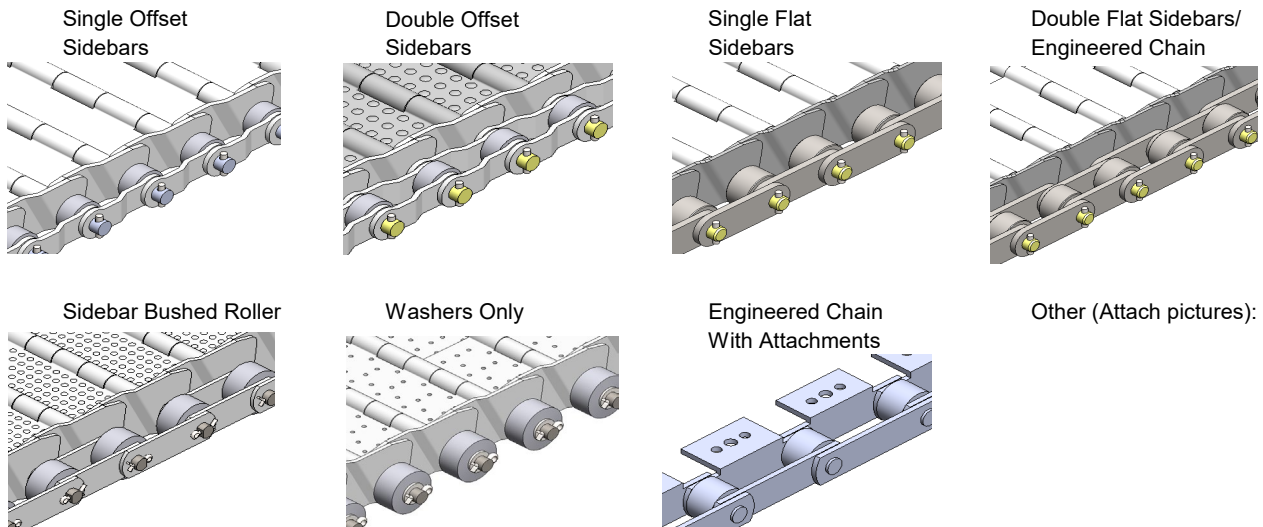 Single Offset
Sidebars
Double Offset
Sidebars
Single Flat
Sidebars
Double Flat Sidebars/
Engineered Chain
Sidebar Bushed Roller
Washers Only
Engineered Chain
With Attachments
Other (Attach pictures):